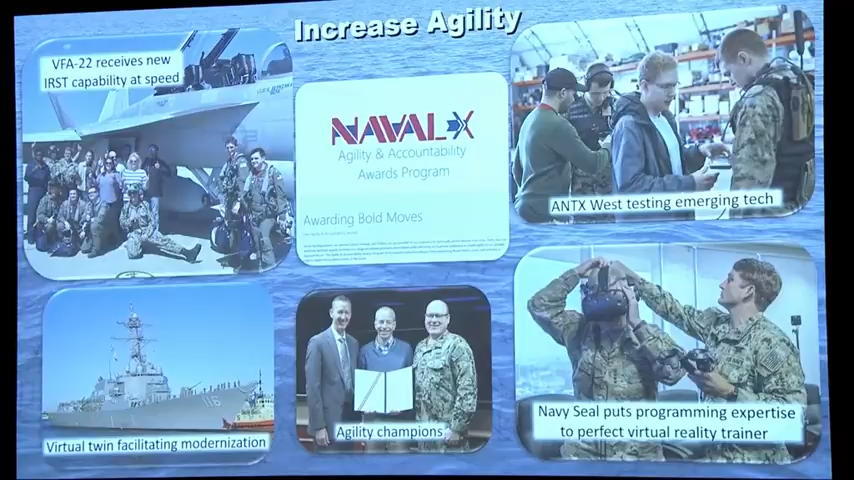 Increase Agility
VFA-22 receives new
IRST capability at speed
NAVAL-X
Agility & Accountability
Awards Program
Awarding Bold Moves
ANTX West testing emerging tech
116
Virtual twin facilitating modernization
Agility champions
Navy Seal puts programming expertise
to perfect virtual reality trainer